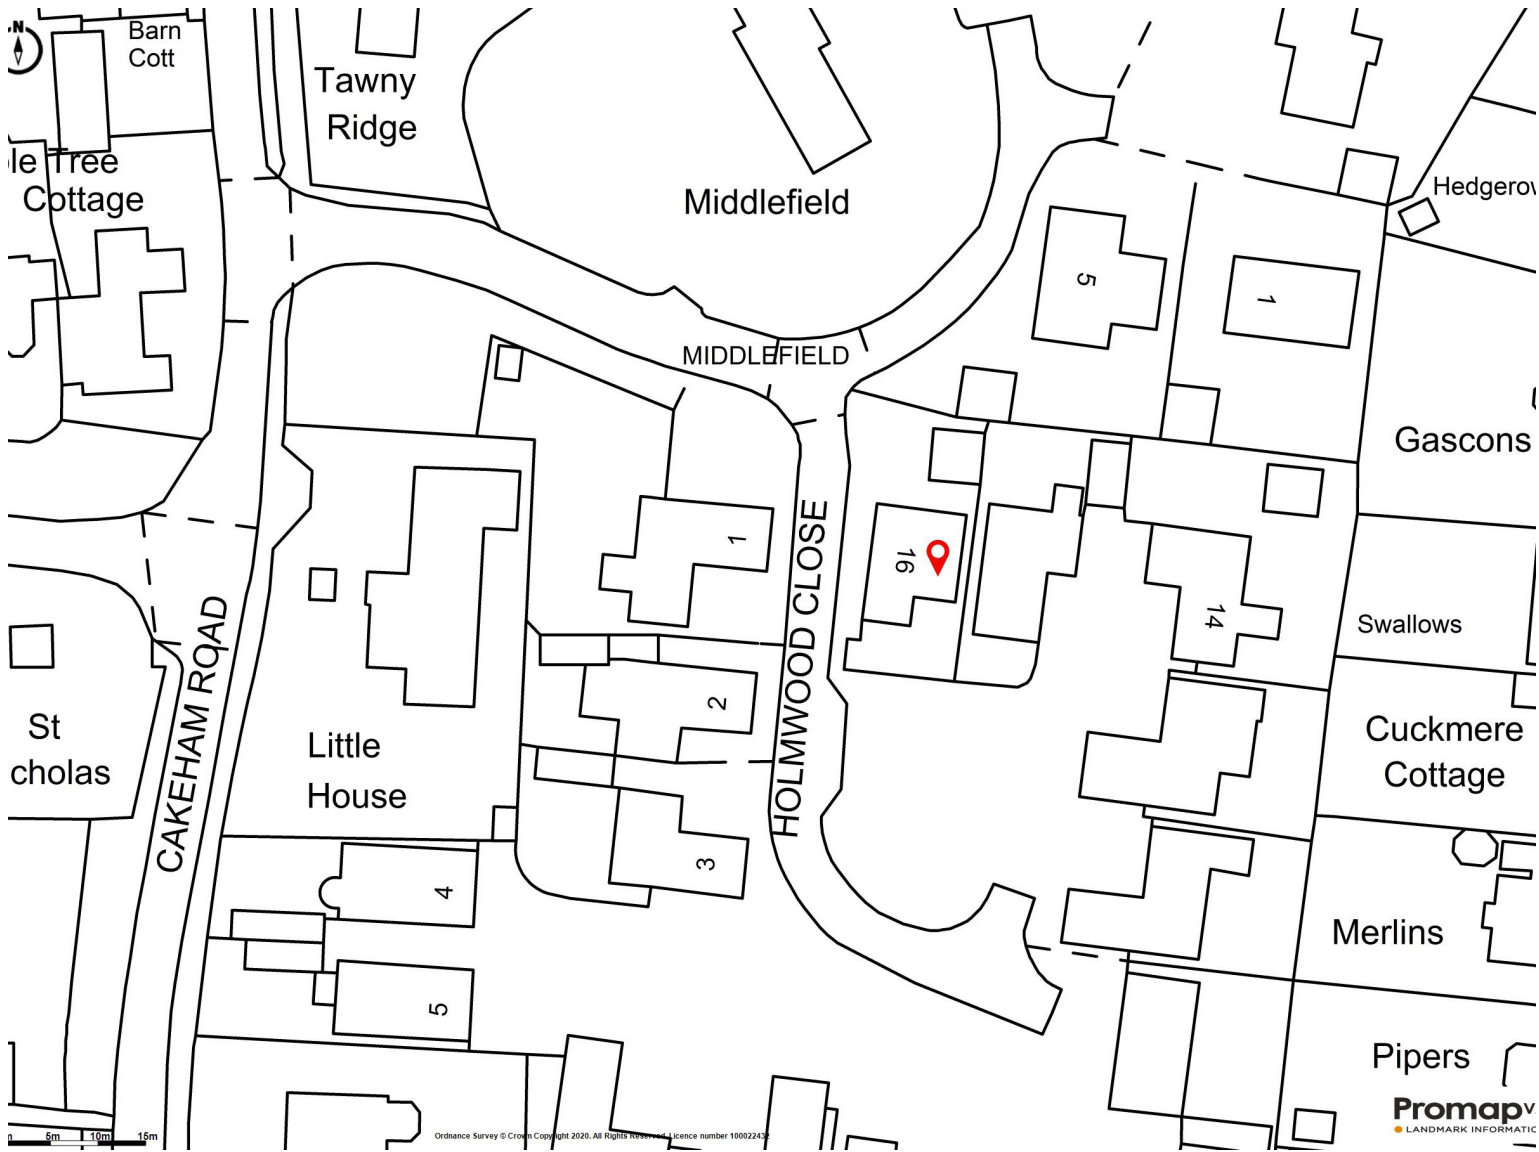 N
Barn
Cott
Tawny
Ridge
le Tree
Cottage
Middlefield
Hedgerow
5
1
MIDDLEFIELD
Gascons
HOLMWOOD CLOSE
1
16
14
Swallows
CAKEHAM ROAD
2
St
cholas
Little
House
Cuckmere
Cottage
3
4
Merlins
5
Pipers
Promap
LANDMARK INFORMATIO
5m 10m 15m
Ordnance Survey © Crown Copyright 2020. All Rights Reserved. Licence number 100022432